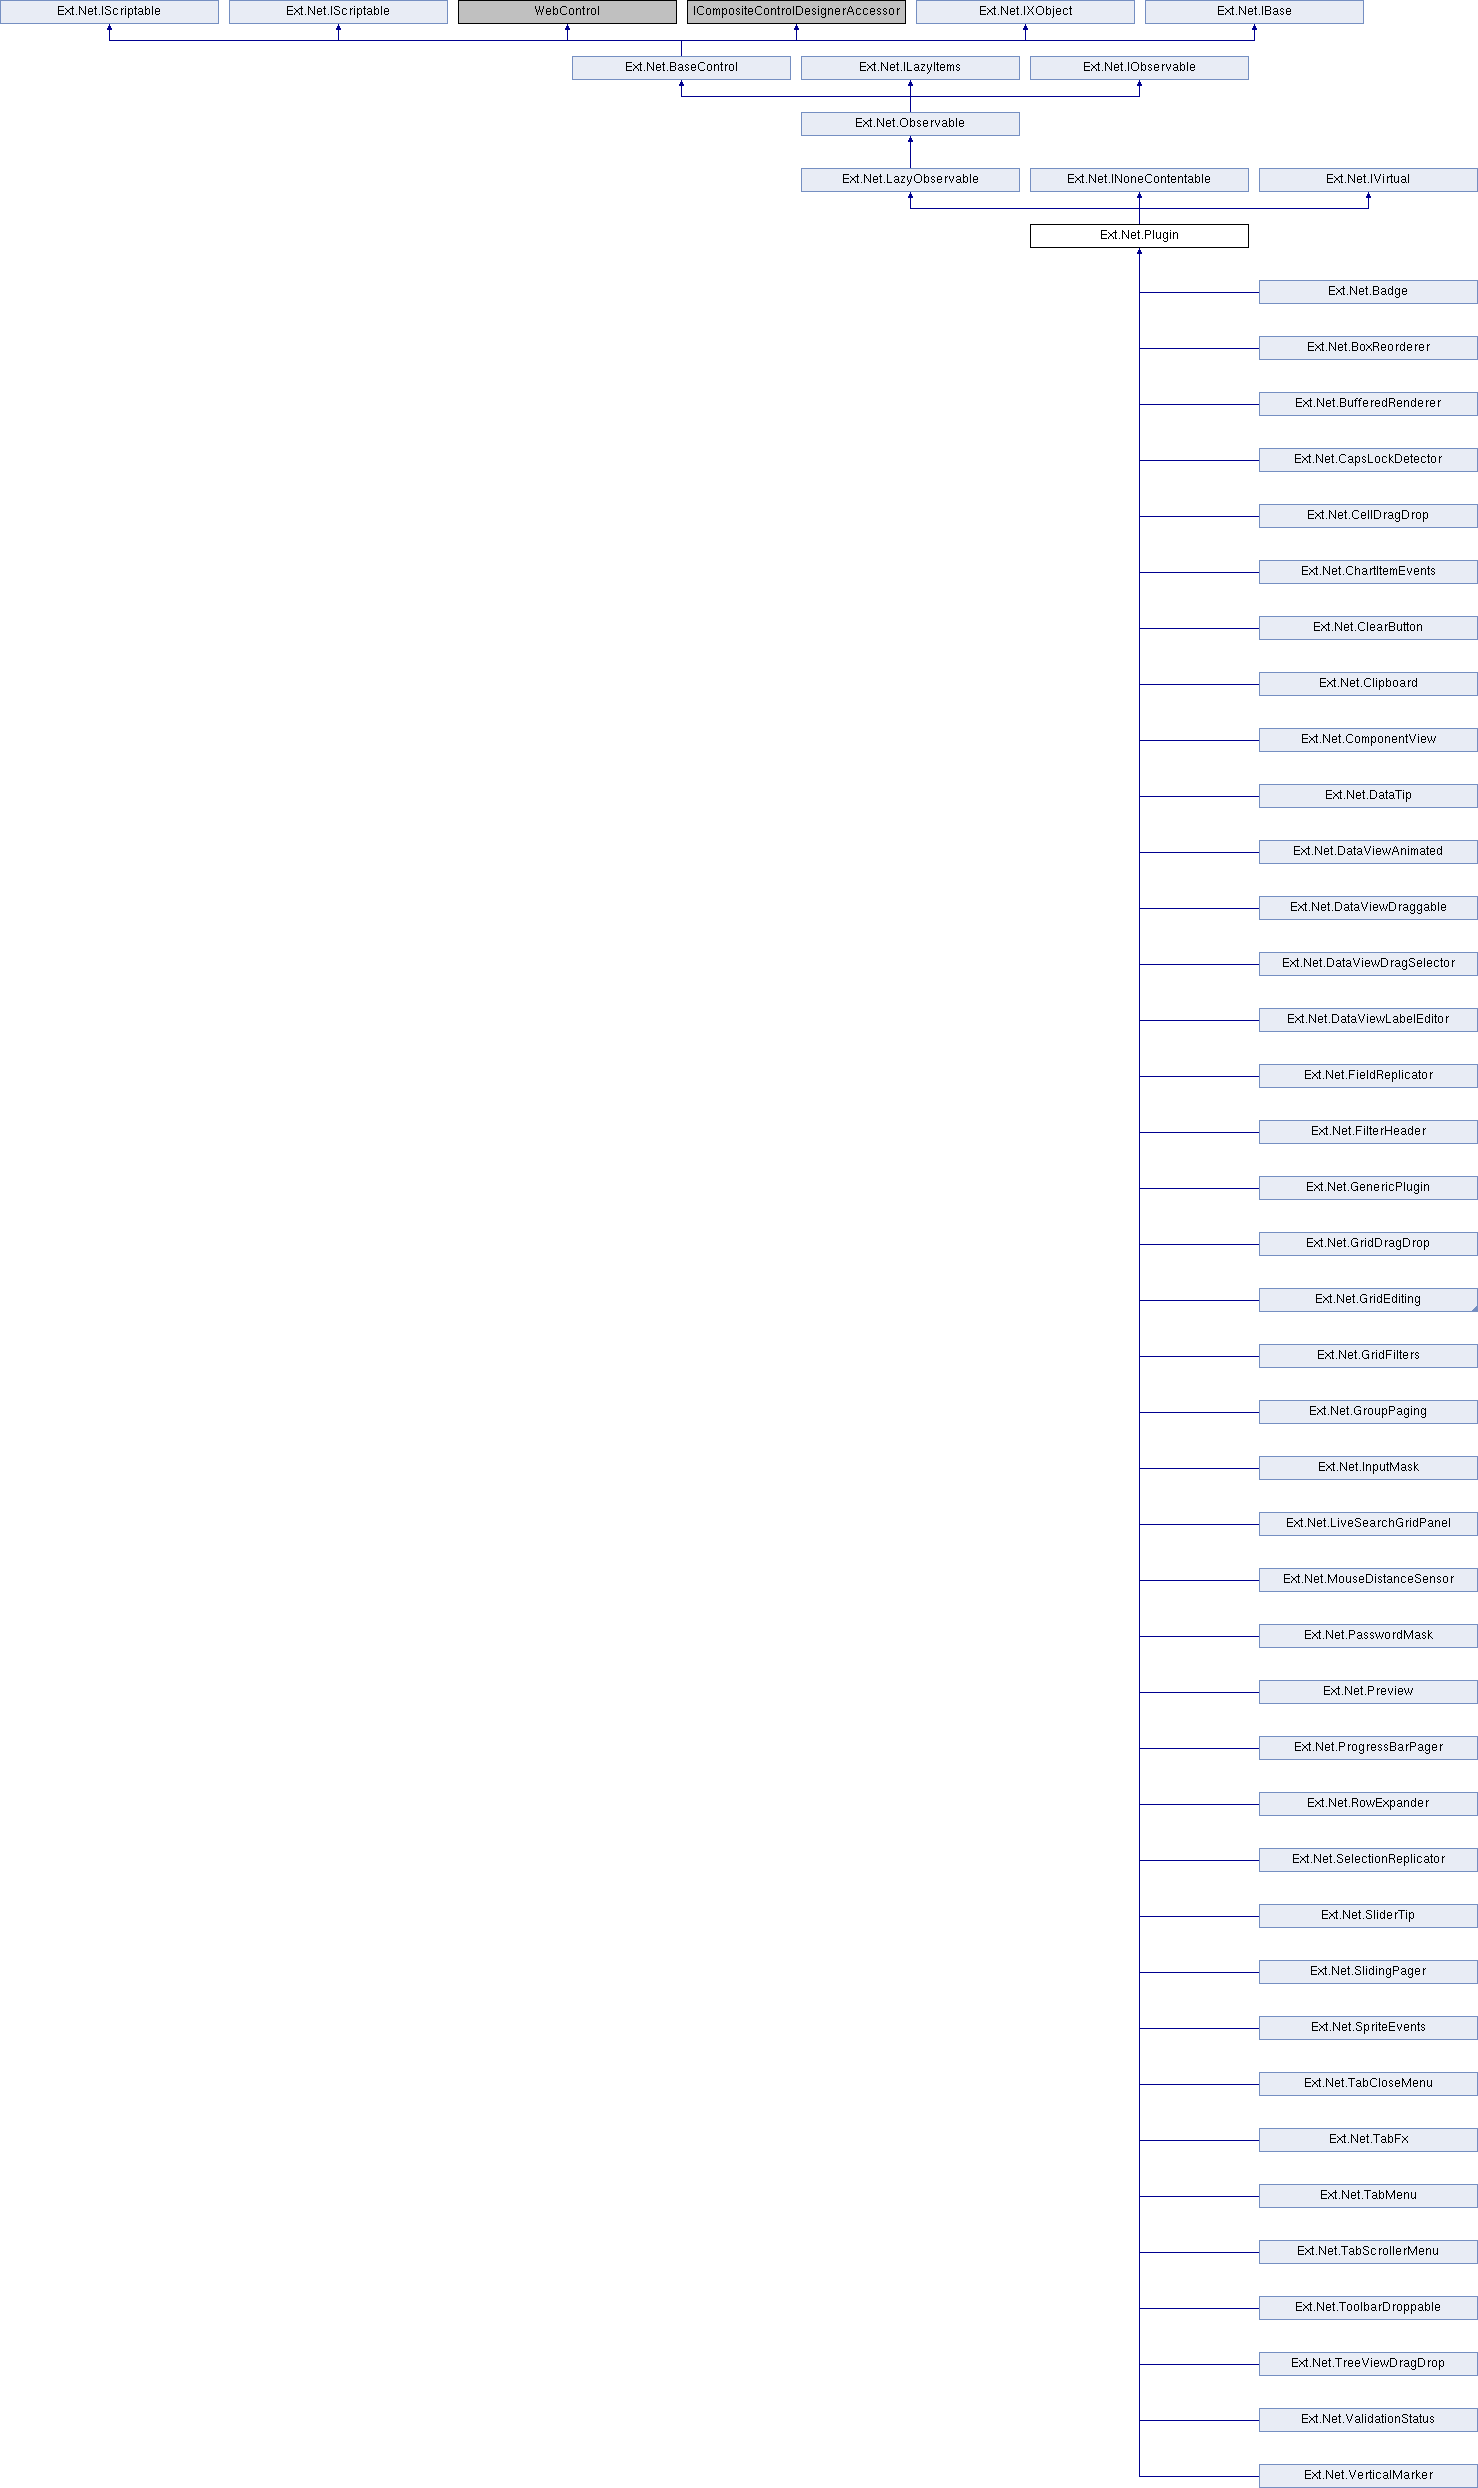 Ext.Net.IScriptable
Ext.Net.IScriptable
WebControl
ICompositeControlDesignerAccessor
Ext.Net.IXObject
Ext.Net.IBase
Ext.Net.BaseControl
Ext.Net.ILazyItems
Ext.Net.IObservable
Ext.Net.Observable
Ext.Net.LazyObservable
Ext.Net.INoneContentable
Ext.Net.IVirtual
Ext.Net.Plugin
Ext.Net.Badge
Ext.Net.BoxReorderer
Ext.Net.BufferedRenderer
Ext.Net.CapsLockDetector
Ext.Net.CellDragDrop
Ext.Net.ChartItemEvents
Ext.Net.ClearButton
Ext.Net.Clipboard
Ext.Net.ComponentView
Ext.Net.DataTip
Ext.Net.DataViewAnimated
Ext.Net.DataViewDraggable
Ext.Net.DataViewDragSelector
Ext.Net.DataViewLabelEditor
Ext.Net.FieldReplicator
Ext.Net.FilterHeader
Ext.Net.GenericPlugin
Ext.Net.GridDragDrop
Ext.Net.GridEditing
Ext.Net.GridFilters
Ext.Net.GroupPaging
Ext.Net.InputMask
Ext.Net.LiveSearchGridPanel
Ext.Net.MouseDistanceSensor
Ext.Net.PasswordMask
Ext.Net.Preview
Ext.Net.ProgressBarPager
Ext.Net.RowExpander
Ext.Net.SelectionReplicator
Ext.Net.SliderTip
Ext.Net.SlidingPager
Ext.Net.SpriteEvents
Ext.Net.TabCloseMenu
Ext.Net.TabFx
Ext.Net.TabMenu
Ext.Net.TabScrollerMenu
Ext.Net.ToolbarDroppable
Ext.Net.TreeViewDragDrop
Ext.Net.ValidationStatus
Ext.Net.VerticalMarker